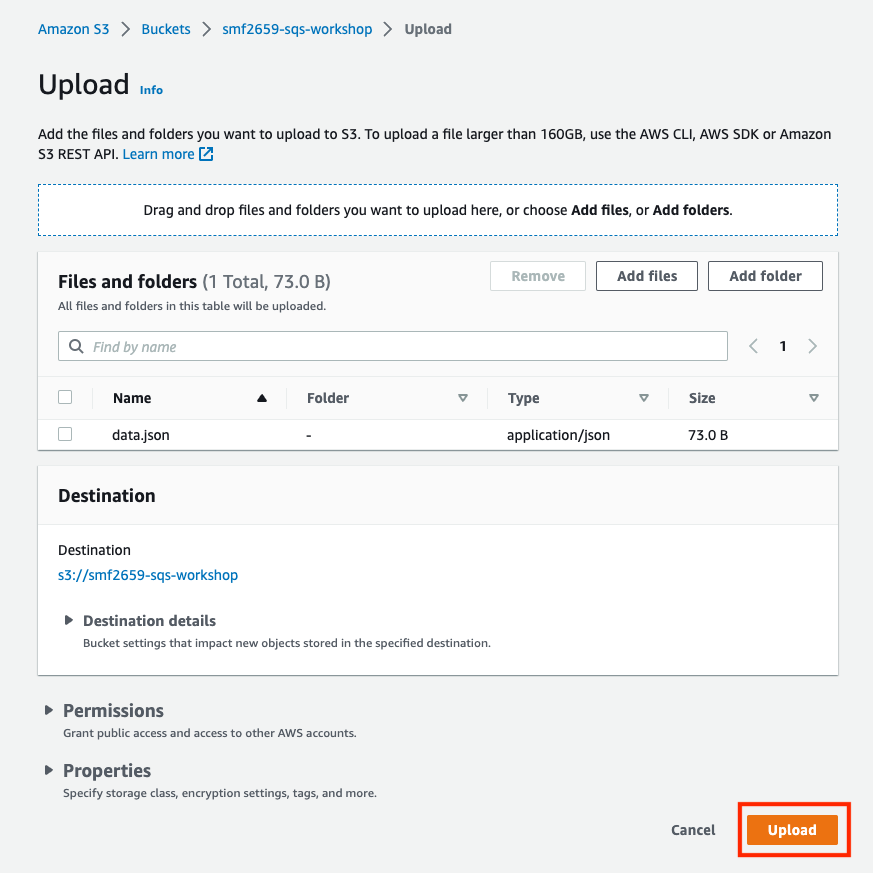 Amazon S3 > Buckets > smf2659-sqs-workshop > Upload
Upload Info
Add the files and folders you want to upload to S3. To upload a file larger than 160GB, use the AWS CLI, AWS SDK or Amazon
S3 REST API. Learn more
Drag and drop files and folders you want to upload here, or choose Add files, or Add folders.
Files and folders (1 Total, 73.0 B)
Remove
Add files
Add folder
All files and folders in this table will be uploaded.
Find by name
1
Name Folder Type Size
data.json - application/json 73.0 B
Destination
Destination
s3://smf2659-sqs-workshop
Destination details
Bucket settings that impact new objects stored in the specified destination.
Permissions
Grant public access and access to other AWS accounts.
Properties
Specify storage class, encryption settings, tags, and more.
Cancel Upload